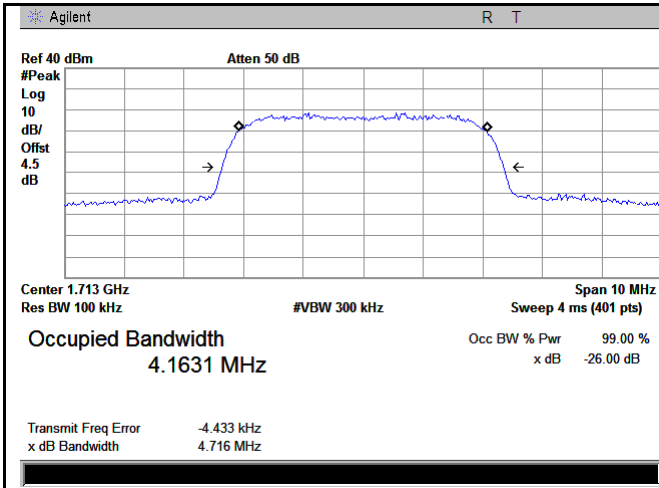 Agilent R T
Ref 40 dBm Atten 50 dB
#Peak
Log
10
dB/
Offst
4.5
dB
Center 1.713 GHz Span 10 MHz
Res BW 100 kHz #VBW 300 kHz Sweep 4 ms (401 pts)
Occupied Bandwidth Occ BW % Pwr 99.00 %
4.1631 MHz x dB -26.00 dB
Transmit Freq Error -4.433 kHz
x dB Bandwidth 4.716 MHz